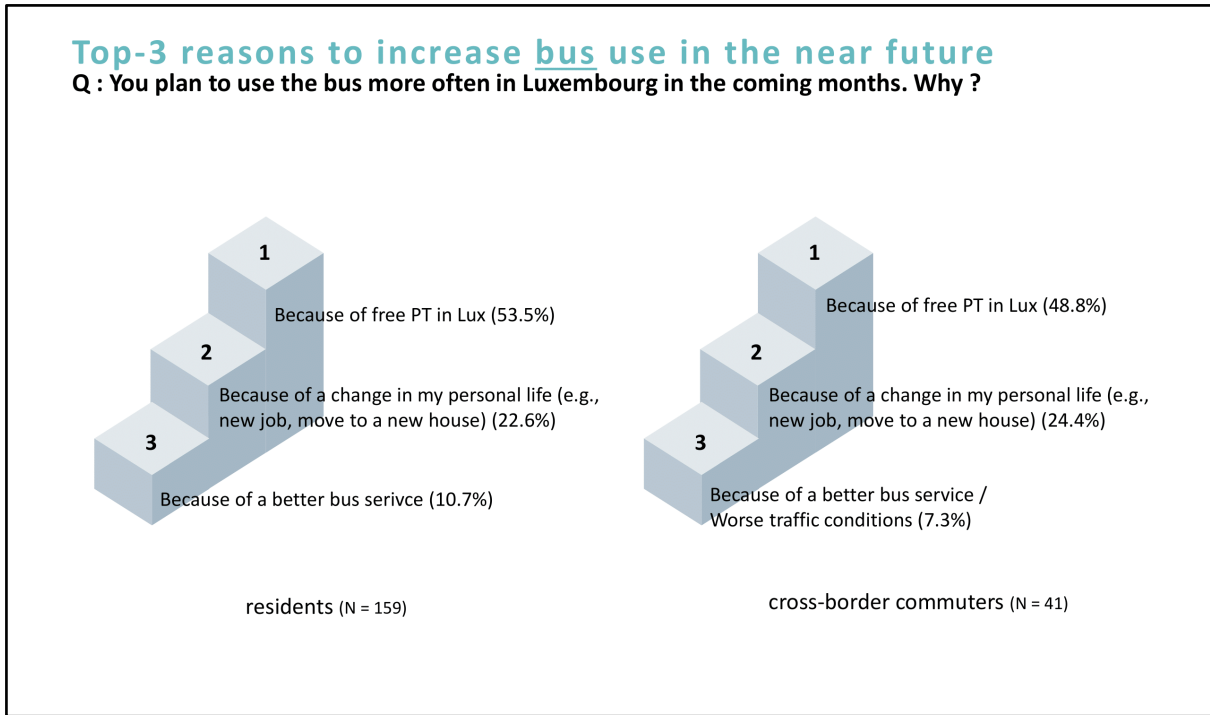 Top-3 reasons to increase bus use in the near future
Q : You plan to use the bus more often in Luxembourg in the coming months. Why ?
1
Because of free PT in Lux (53.5%)
2
Because of a change in my personal life (e.g.,
new job, move to a new house) (22.6%)
3
Because of a better bus serivce (10.7%)
residents (N = 159)
1
Because of free PT in Lux (48.8%)
2
Because of a change in my personal life (e.g.,
new job, move to a new house) (24.4%)
3
Because of a better bus service /
Worse traffic conditions (7.3%)
cross-border commuters (N = 41)